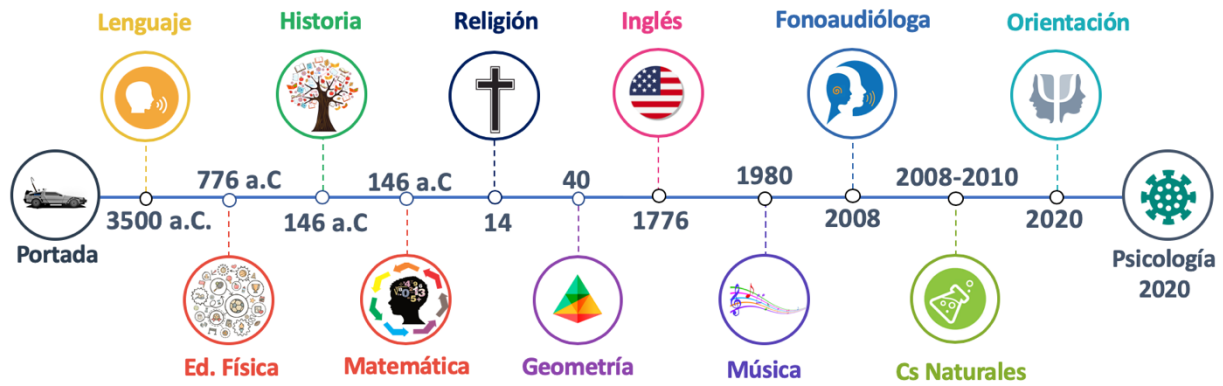 Lenguaje
Historia
Religión
Inglés
Fonoaudióloga
Orientación
776 a.C
146 a.C
40
1980
2008-2010
3500 a.C.
146 a.C
14
1776
2008
2020
Portada
Psicología
2020
Ed. Física
Matemática
Geometría
Música
Cs Naturales